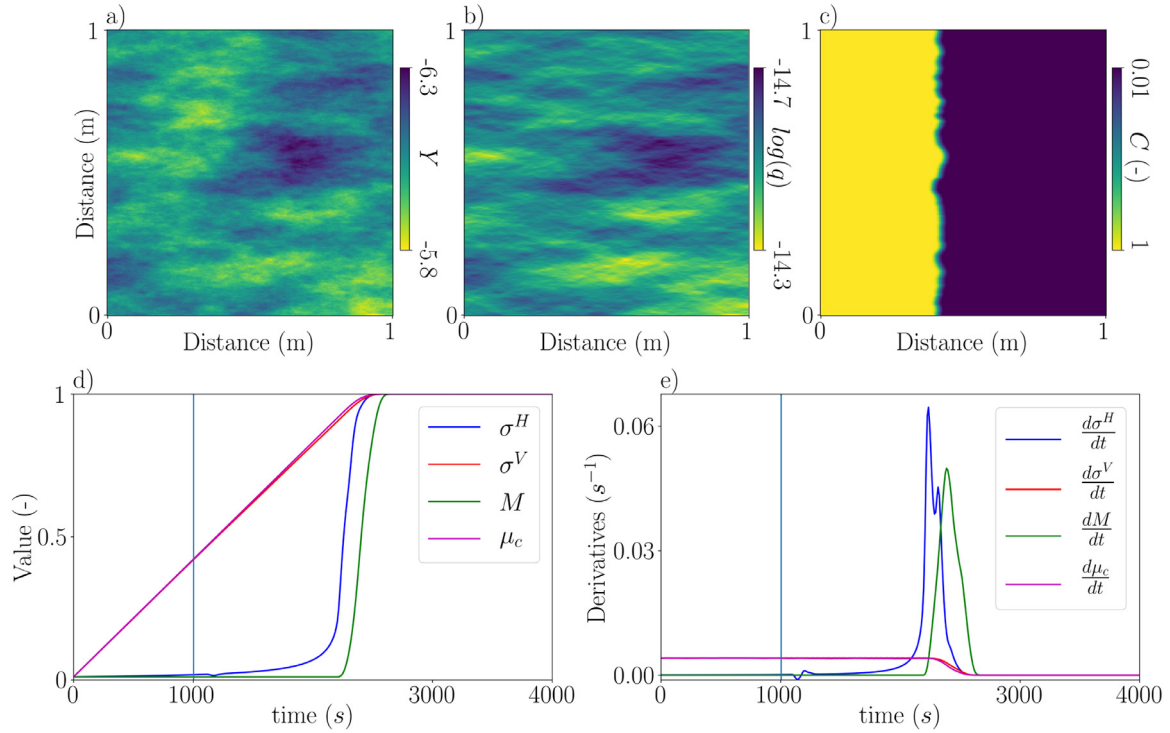 a)
1
Distance (m)
0
0
1
Distance (m)
-6.3
Y
-5.8
b)
1
0
0
1
Distance (m)
-14.7
log(q)
-14.3
c)
1
0
0
1
Distance (m)
0.01
C (-)
1
d)
1
0.5
0
Value (-)
0
1000
3000
4000
time (s)
σ^H
σ^V
M
μ_c
e)
0.06
0.03
0.00
Derivatives (s⁻¹)
0
1000
3000
4000
time (s)
dσ^H/dt
dσ^V/dt
dM/dt
dμ_c/dt